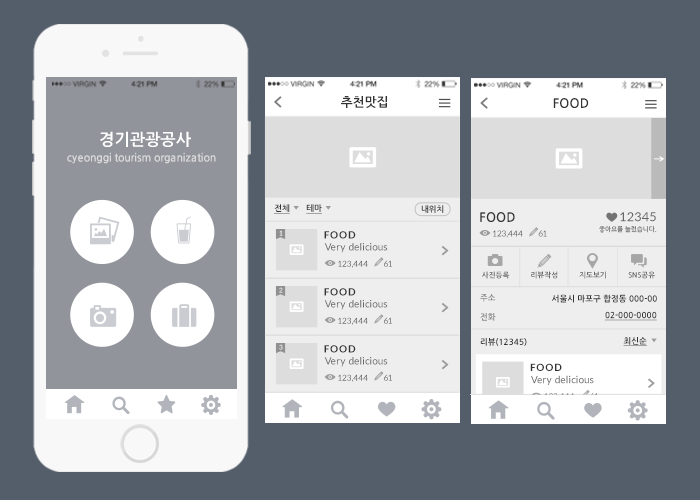 VIRGIN 4:21 PM 22%
경기관광공사
cyeonggi tourism organization
VIRGIN 4:21 PM 22%
추천맛집
전체 테마 내위치
1
FOOD
Very delicious
123,444 61
2
FOOD
Very delicious
123,444 61
3
FOOD
Very delicious
123,444 61
VIRGIN 4:21 PM 22%
FOOD
FOOD 12345
123,444 61 좋아요를 눌렀습니다.
사진등록 리뷰작성 지도보기 SNS공유
주소 서울시 마포구 합정동 000-00
전화 02-000-0000
리뷰(12345) 최신순
FOOD
Very delicious